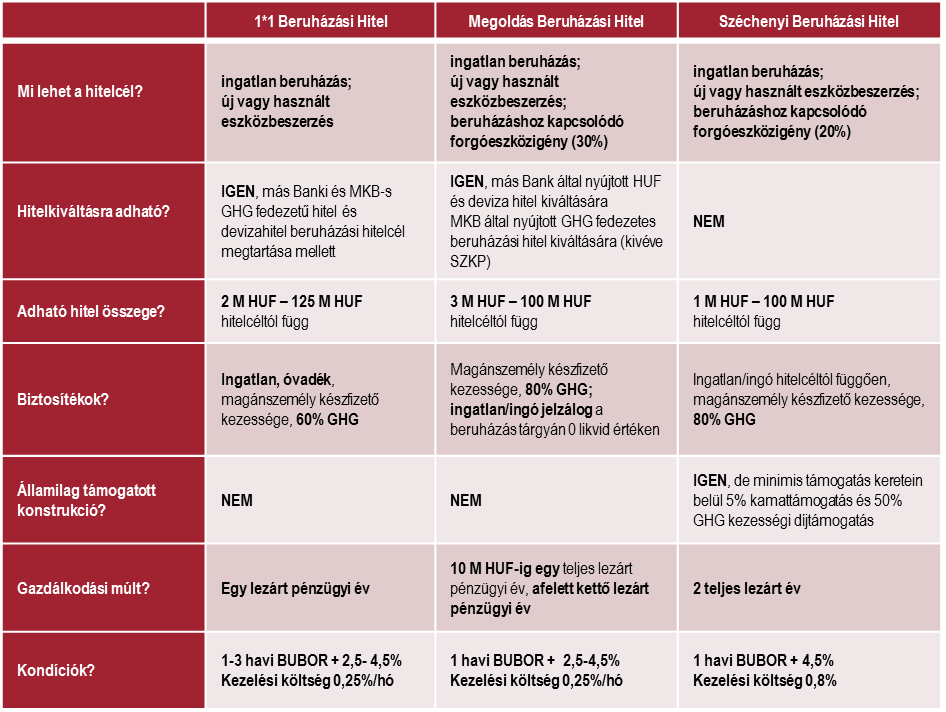 1*1 Beruházási Hitel
Megoldás Beruházási Hitel
Széchenyi Beruházási Hitel
Mi lehet a hitelcél?
ingatlan beruházás;
új vagy használt
eszközbeszerzés
ingatlan beruházás;
új vagy használt
eszközbeszerzés;
beruházáshoz kapcsolódó
forgóeszközigény (30%)
ingatlan beruházás;
új vagy használt eszközbeszerzés;
beruházáshoz kapcsolódó
forgóeszközigény (20%)
Hitelkiváltásra adható?
IGEN, más Banki és MKB-s
GHG fedezetű hitel és
devizahitel beruházási hitelcél
megtartása mellett
IGEN, más Bank által nyújtott HUF
és deviza hitel kiváltására
MKB által nyújtott GHG fedezetes
beruházási hitel kiváltására (kivéve
SZKP)
NEM
Adható hitel összege?
2 M HUF – 125 M HUF
hitelcéltól függ
3 M HUF – 100 M HUF
hitelcéltól függ
1 M HUF – 100 M HUF
hitelcéltól függ
Biztosítékok?
Ingatlan, óvadék,
magánszemély készfizető
kezessége, 60% GHG
Magánszemély készfizető
kezessége, 80% GHG;
ingatlan/ingó jelzálog a
beruházás tárgyán 0 likvid értéken
Ingatlan/ingó hitelcéltól függően,
magánszemély készfizető kezessége,
80% GHG
Államilag támogatott
konstrukció?
NEM
NEM
IGEN, de minimis támogatás keretein
belül 5% kamattámogatás és 50%
GHG kezességi díjtámogatás
Gazdálkodási múlt?
Egy lezárt pénzügyi év
10 M HUF-ig egy teljes lezárt
pénzügyi év, afelett kettő lezárt
pénzügyi év
2 teljes lezárt év
Kondíciók?
1-3 havi BUBOR + 2,5- 4,5%
Kezelési költség 0,25%/hó
1 havi BUBOR + 2,5-4,5%
Kezelési költség 0,25%/hó
1 havi BUBOR + 4,5%
Kezelési költség 0,8%